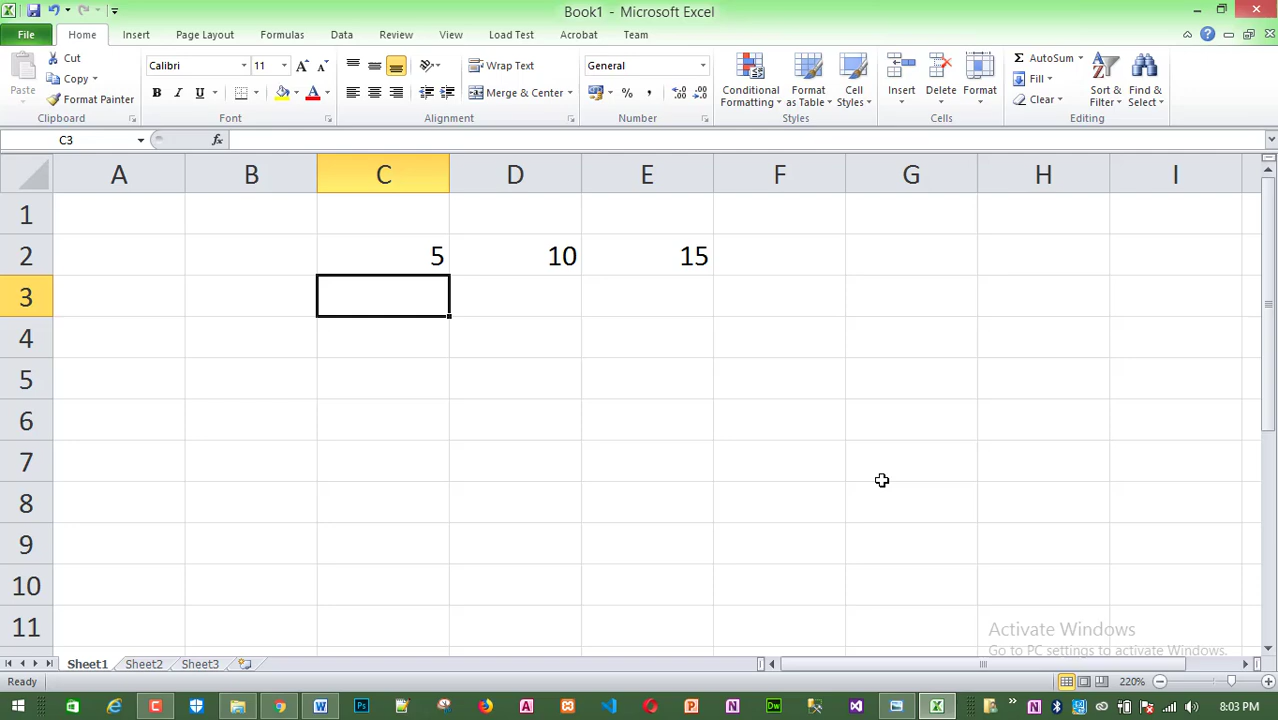 Book1 - Microsoft Excel
File Home Insert Page Layout Formulas Data Review View Load Test Acrobat Team
Paste
Cut
Copy
Format Painter
Clipboard
Calibri 11
B I U A
Font
Wrap Text
Merge & Center
Alignment
General
% ,
Number
Conditional Formatting
Format as Table
Cell Styles
Styles
Insert
Delete
Format
Cells
AutoSum
Fill
Clear
Sort & Filter
Find & Select
Editing
C3 fx
A B C D E F G H I
1
2 5 10 15
3
4
5
6
7
8
9
10
11
Activate Windows
Go to PC settings to activate Windows.
Sheet1 Sheet2 Sheet3
Ready 220%
8:03 PM